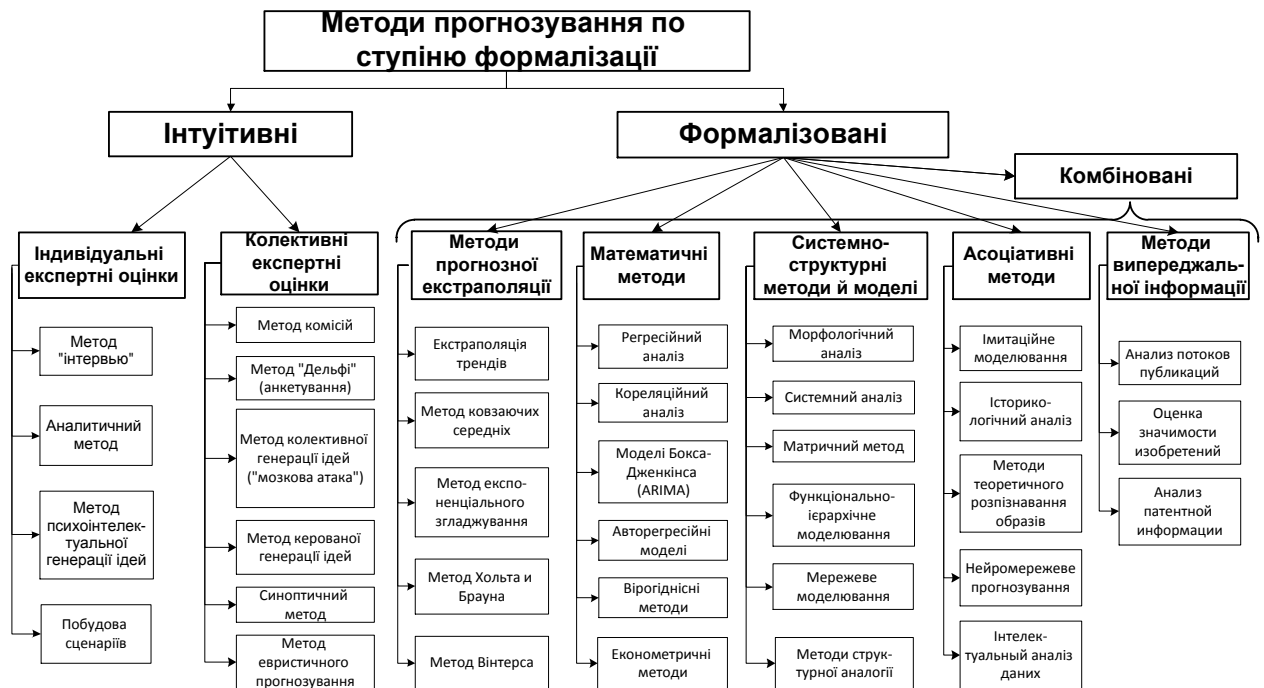 Методи прогнозування по
ступіню формалізації
Інтуітивні
Формалізовані
Комбіновані
Індивідуальні
експертні оцінки
Метод
"інтервью"
Аналитичний
метод
Метод
психоінтелек-
туальної
генерації ідей
Побудова
сценаріїв
Колективні
експертні
оцінки
Метод комісій
Метод "Дельфі"
(анкетування)
Метод колективної
генерації ідей
("мозкова атака")
Метод керованої
генерації ідей
Синоптичний
метод
Метод
евристичного
прогнозування
Методи
прогнозної
екстраполяції
Екстраполяція
трендів
Метод ковзаючих
середніх
Метод експо-
ненціального
згладжування
Метод Хольта и
Брауна
Метод Вінтерса
Математичні
методи
Регресійний
аналіз
Кореляційний
аналіз
Моделі Бокса-
Дженкінса
(ARIMA)
Авторегресійні
моделі
Вірогіднісні
методи
Економетричні
методи
Системно-
структурні
методи й моделі
Морфологічний
аналіз
Системний аналіз
Матричний метод
Функціонально-
ієрархічне
моделювання
Мережеве
моделювання
Методи струк-
турної аналогії
Асоціативні
методи
Імитаційне
моделювання
Історико-
логічний аналіз
Методи
теоретичного
розпізнавання
образів
Нейромережеве
прогнозування
Інтелек-
туальный аналіз
даних
Методи
випереджаль-
ної інформації
Анализ потоков
публикаций
Оценка
значимости
изобретений
Анализ
патентной
информации